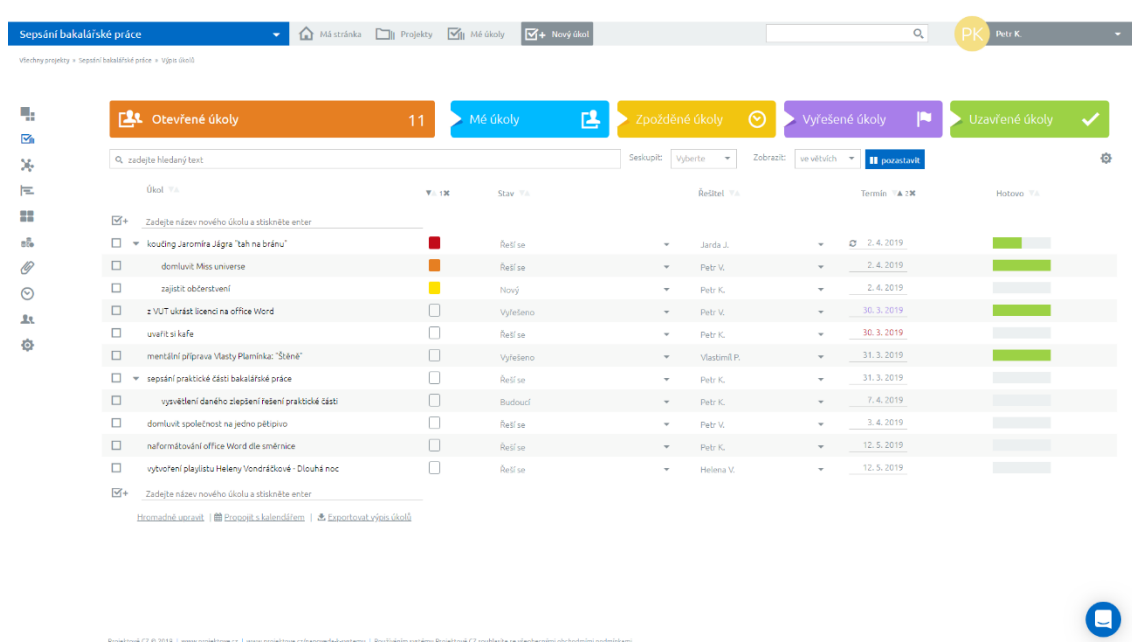 Sepsání bakalářské práce Má stránka Projekty Mé úkoly Nový úkol PK Petr K.
Všechny projekty » Sepsání bakalářské práce » Výpis úkolů
Otevřené úkoly 11 Mé úkoly Zpožděné úkoly Vyřešené úkoly Uzavřené úkoly
zadejte hledaný text Seskupit: Vyberte Zobrazit: ve větvích pozastavit
Úkol 1 Stav Řešitel Termín 2 Hotovo
Zadejte název nového úkolu a stiskněte enter
koučing Jaromíra Jágra "tah na bránu" Řeší se Jarda J. 2. 4. 2019
domluvit Miss universe Řeší se Petr V. 2. 4. 2019
zajistit občerstvení Nový Petr K. 2. 4. 2019
z VUT ukrást licenci na office Word Vyřešeno Petr V. 30. 3. 2019
uvařit si kafe Řeší se Petr K. 30. 3. 2019
mentální příprava Vlasty Plamínka: "Štěně" Vyřešeno Vlastimil P. 31. 3. 2019
sepsání praktické části bakalářské práce Řeší se Petr K. 31. 3. 2019
vysvětlení daného zlepšení řešení praktické části Budoucí Petr K. 7. 4. 2019
domluvit společnost na jedno pětipivo Řeší se Petr V. 3. 4. 2019
naformátování office Word dle směrnice Řeší se Petr K. 12. 5. 2019
vytvoření playlistu Heleny Vondráčkové - Dlouhá noc Řeší se Helena V. 12. 5. 2019
Zadejte název nového úkolu a stiskněte enter
Hromadně upravit | Propojit s kalendářem | Exportovat výpis úkolů